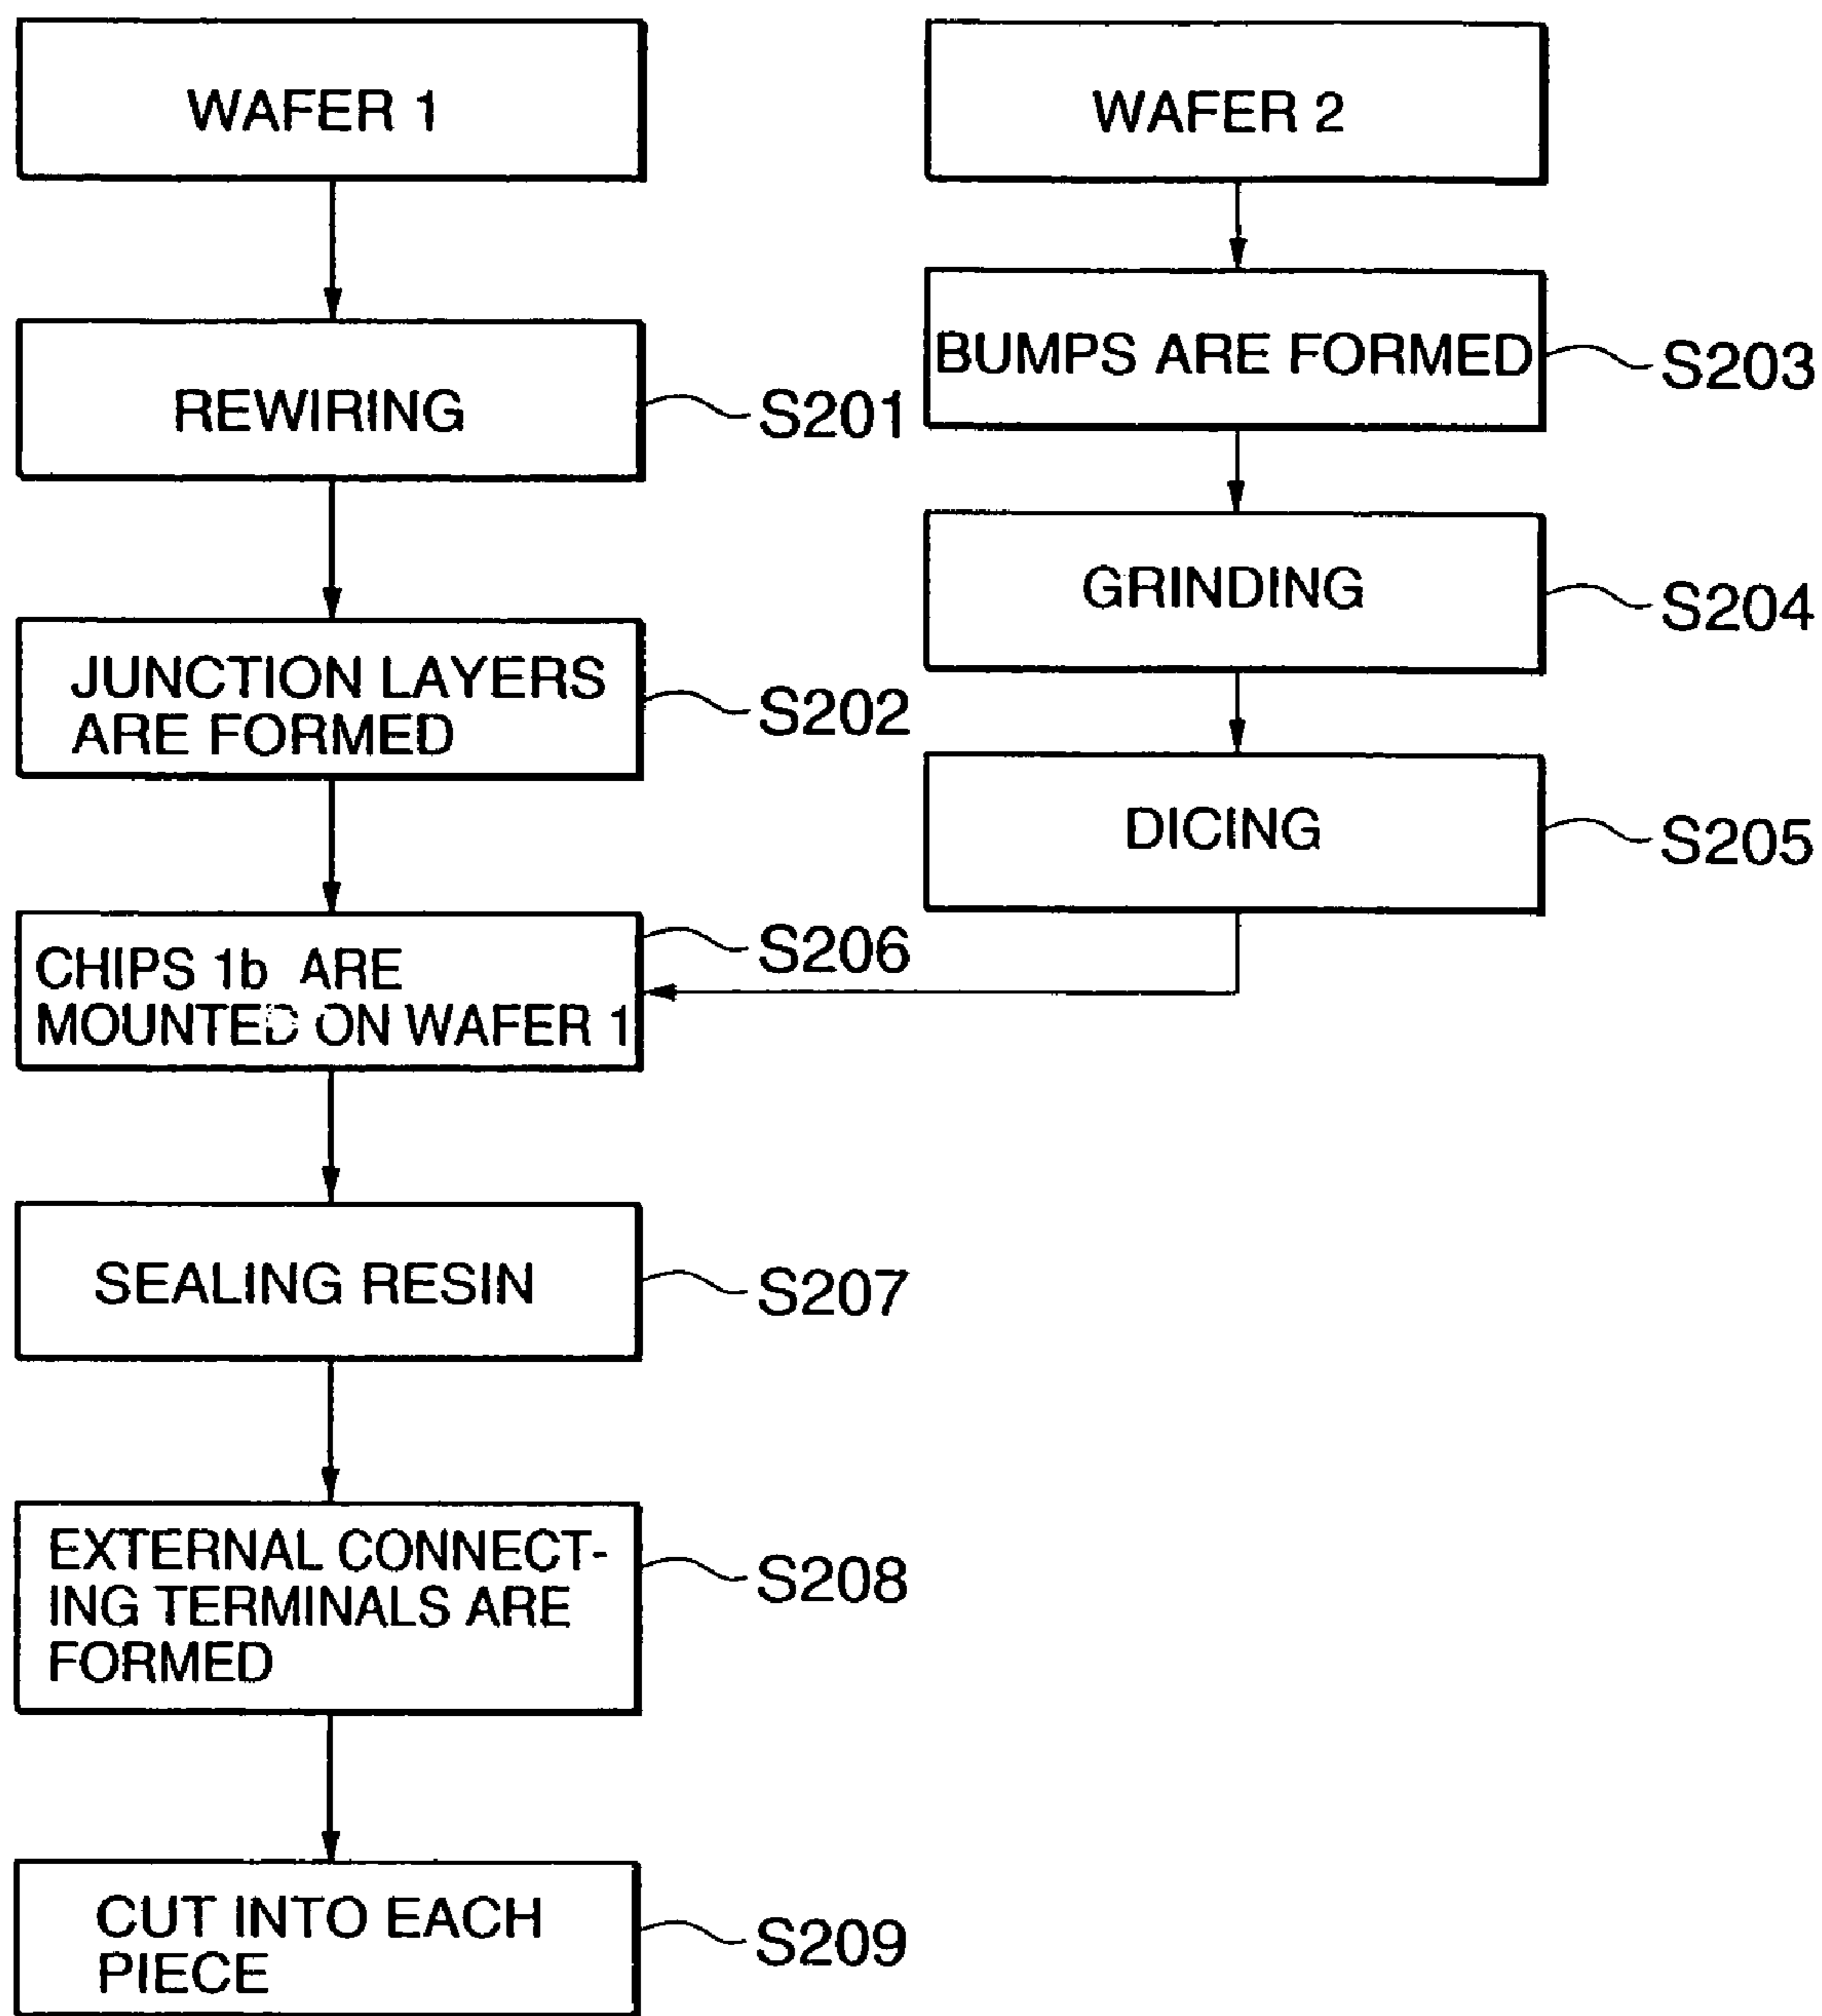 WAFER 1
REWIRING
S201
JUNCTION LAYERS
ARE FORMED
S202
CHIPS 1b ARE
MOUNTED ON WAFER 1
S206
SEALING RESIN
S207
EXTERNAL CONNECT-
ING TERMINALS ARE
FORMED
S208
CUT INTO EACH
PIECE
S209
WAFER 2
BUMPS ARE FORMED
S203
GRINDING
S204
DICING
S205